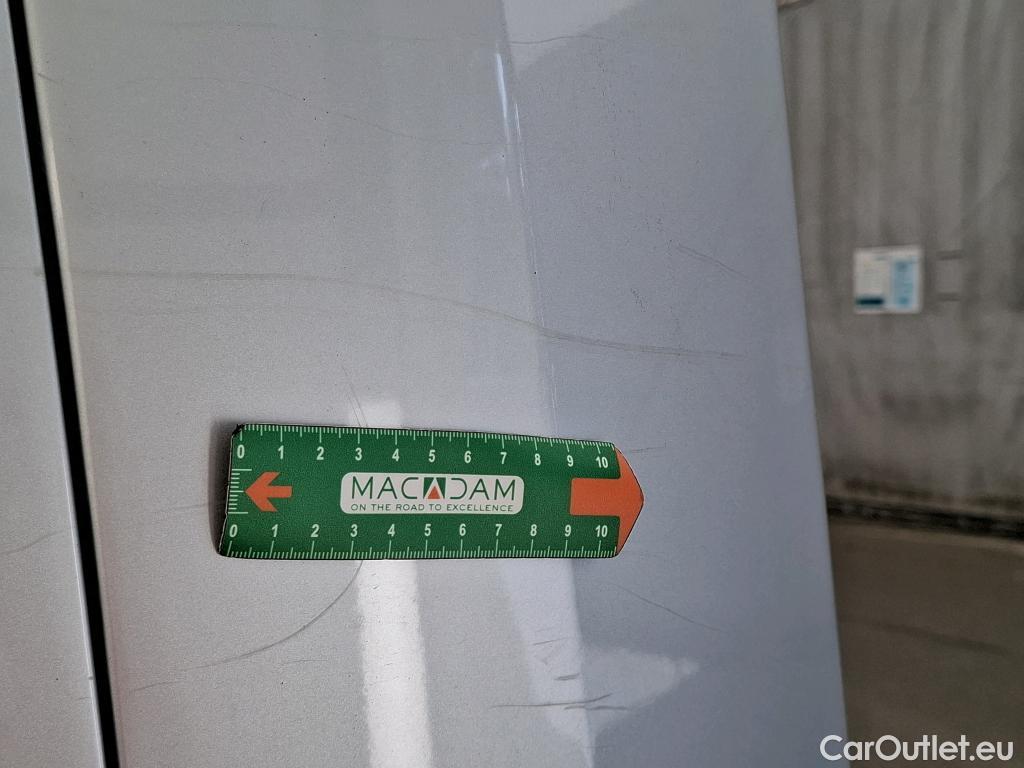 0 1 2 3 4 5 6 7 8 9 10
MACADAM
ON THE ROAD TO EXCELLENCE
0 1 2 3 4 5 6 7 8 9 10
CarOutlet.eu